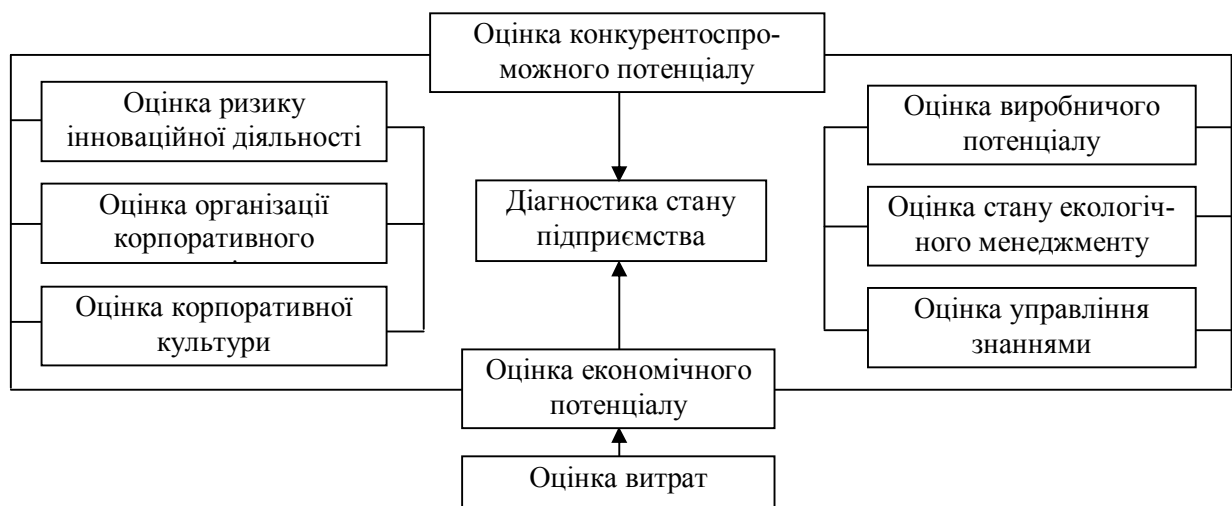 Оцінка конкурентоспро-
можного потенціалу
Оцінка ризику
інноваційної діяльності
Оцінка організації
корпоративного
Оцінка корпоративної
культури
Діагностика стану
підприємства
Оцінка виробничого
потенціалу
Оцінка стану екологіч-
ного менеджменту
Оцінка управління
знаннями
Оцінка економічного
потенціалу
Оцінка витрат